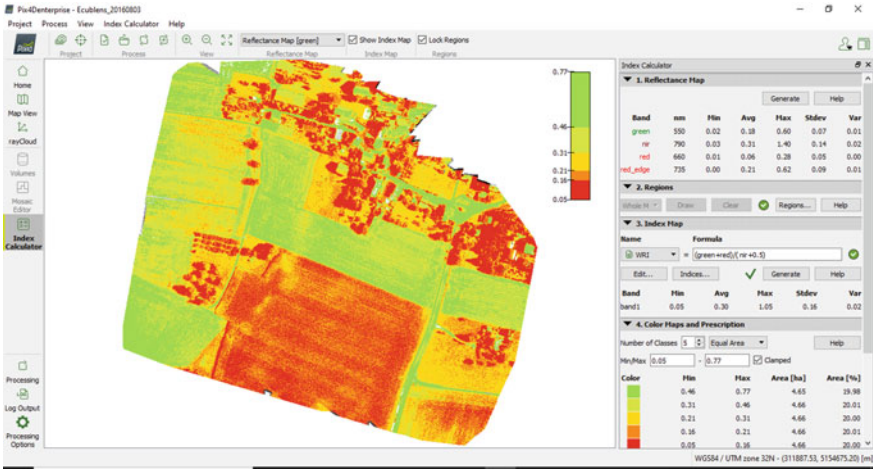 Pix4Denterprise - Ecublens_20160803
Project Process View Index Calculator Help
Reflectance Map [green] Show Index Map Lock Regions
Project Process View Reflectance Map Index Map Regions
Home
Map View
rayCloud
Volumes
Mosaic
Editor
Index
Calculator
Processing
Log Output
Processing
Options
0.77
0.46
0.31
0.21
0.16
0.05
Index Calculator
1. Reflectance Map
Generate Help
Band nm Min Avg Max Stdev Var
green 550 0.02 0.18 0.60 0.07 0.01
nir 790 0.03 0.31 1.40 0.14 0.02
red 660 0.01 0.06 0.28 0.05 0.00
red_edge 735 0.00 0.21 0.62 0.09 0.01
2. Regions
Whole M Draw Clear Regions... Help
3. Index Map
Name Formula
WRI = (green+red)/( nir+0.5)
Edit... Indices... Generate Help
Band Min Avg Max Stdev Var
band1 0.05 0.30 1.05 0.16 0.02
4. Color Maps and Prescription
Number of Classes 5 Equal Area Help
Min/Max 0.05 - 0.77 Clamped
Color Min Max Area [ha] Area [%]
0.46 0.77 4.65 19.98
0.31 0.46 4.66 20.01
0.21 0.31 4.66 20.00
0.16 0.21 4.66 20.01
0.05 0.16 4.66 20.00
WGS84 / UTM zone 32N - (311887.53, 5154675.20) [m]